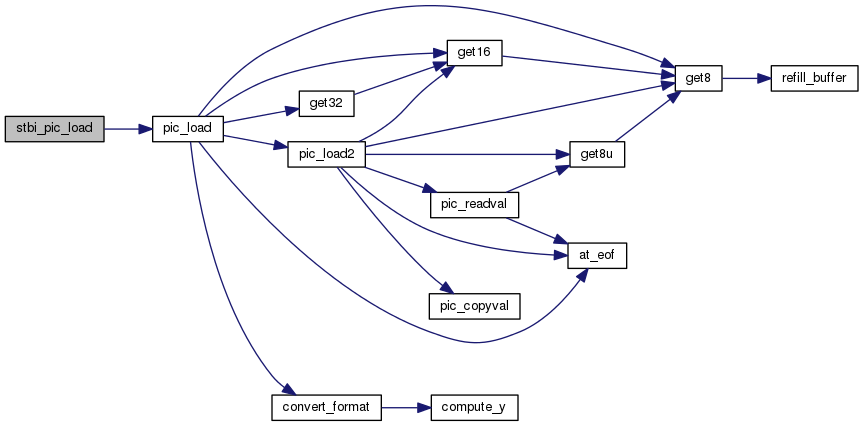 get16
get8
refill_buffer
get32
stbi_pic_load
pic_load
pic_load2
get8u
pic_readval
at_eof
pic_copyval
convert_format
compute_y